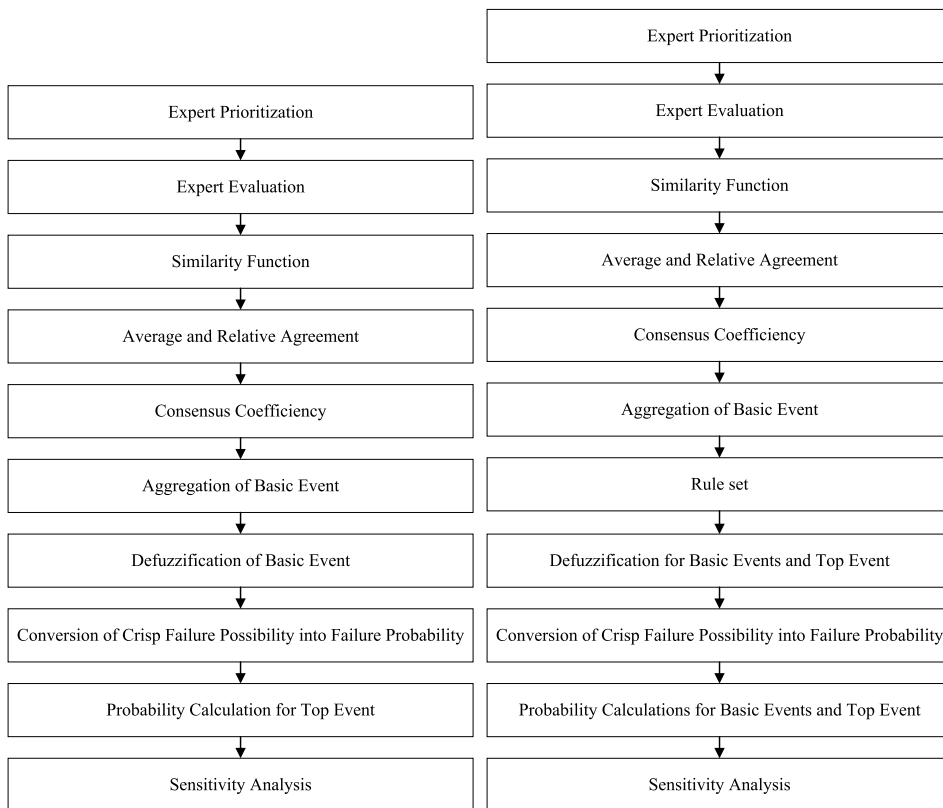 Expert Prioritization
Expert Evaluation
Similarity Function
Average and Relative Agreement
Consensus Coefficiency
Aggregation of Basic Event
Defuzzification of Basic Event
Conversion of Crisp Failure Possibility into Failure Probability
Probability Calculation for Top Event
Sensitivity Analysis
Expert Prioritization
Expert Evaluation
Similarity Function
Average and Relative Agreement
Consensus Coefficiency
Aggregation of Basic Event
Rule set
Defuzzification for Basic Events and Top Event
Conversion of Crisp Failure Possibility into Failure Probability
Probability Calculations for Basic Events and Top Event
Sensitivity Analysis